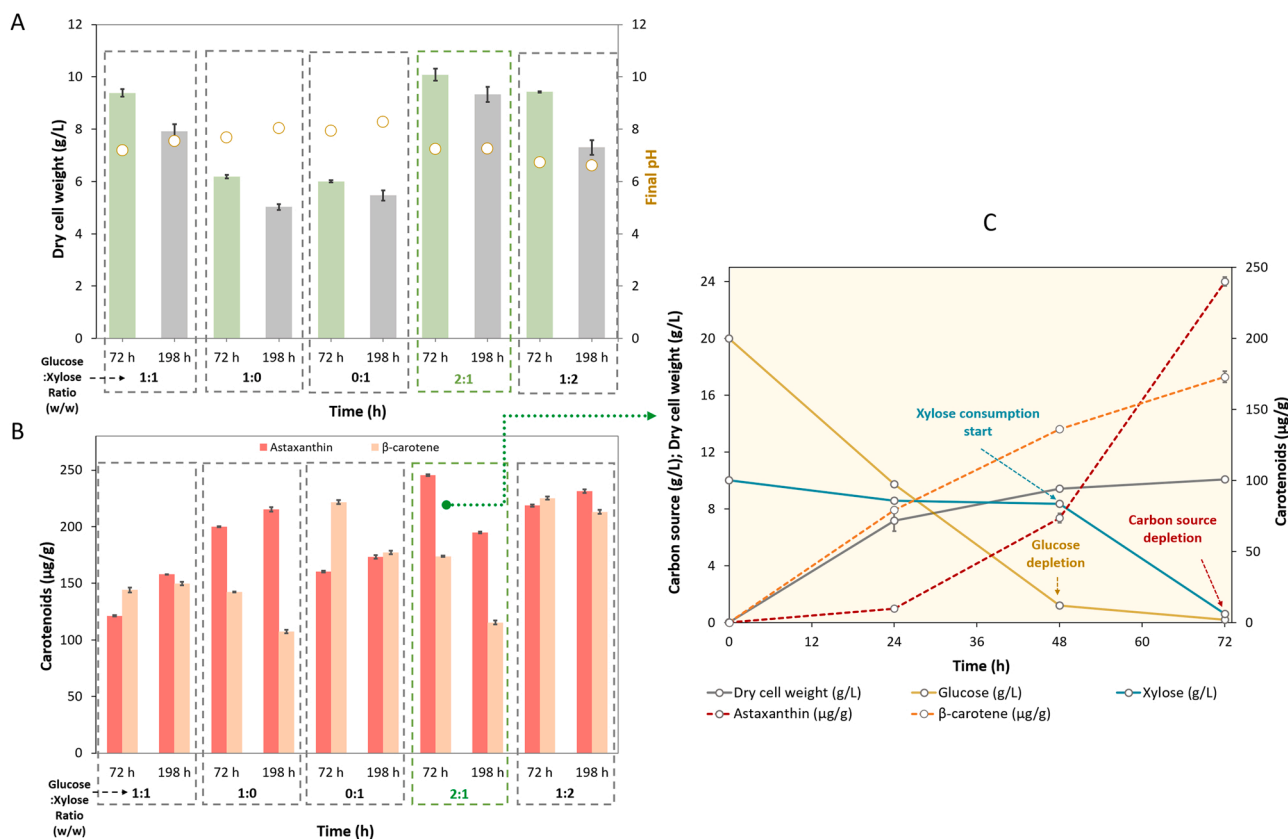 A
12
10
8
6
4
2
0
Dry cell weight (g/L)
12
10
8
6
4
2
0
Final pH
72 h 198 h 72 h 198 h 72 h 198 h 72 h 198 h 72 h 198 h
Glucose
:Xylose
Ratio
(w/w)
1:1 1:0 0:1 2:1 1:2
Time (h)
B
Astaxanthin β-carotene
250
200
150
100
50
0
Carotenoids (µg/g)
72 h 198 h 72 h 198 h 72 h 198 h 72 h 198 h 72 h 198 h
Glucose
:Xylose
Ratio
(w/w)
1:1 1:0 0:1 2:1 1:2
Time (h)
C
24
20
16
12
8
4
0
Carbon source (g/L); Dry cell weight (g/L)
250
200
150
100
50
0
Carotenoids (µg/g)
Xylose consumption
start
Glucose
depletion
Carbon source
depletion
0 12 24 36 48 60 72
Time (h)
Dry cell weight (g/L) Glucose (g/L) Xylose (g/L)
Astaxanthin (µg/g) β-carotene (µg/g)